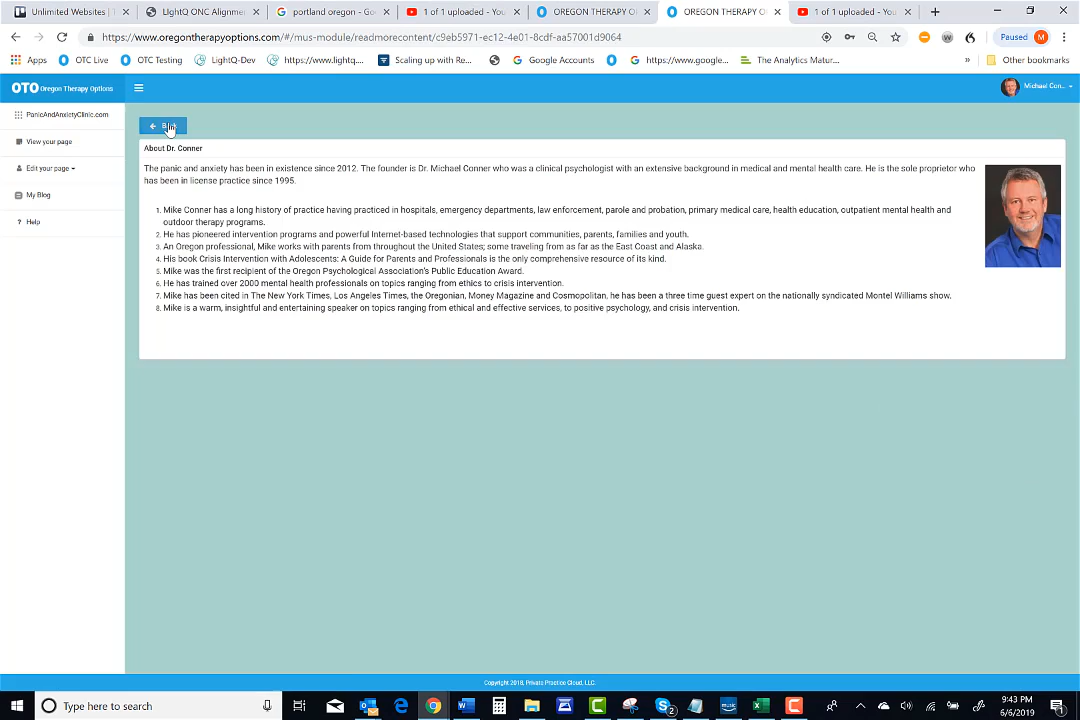 Unlimited Websites |
LIghtQ ONC Alignmen
portland oregon - Goo
1 of 1 uploaded - You
OREGON THERAPY OP
OREGON THERAPY O
1 of 1 uploaded - You
https://www.oregontherapyoptions.com/#/mus-module/readmorecontent/c9eb5971-ec12-4e01-8cdf-aa57001d9064
Paused
M
Apps
OTC Live
OTC Testing
LightQ-Dev
https://www.lightq....
Scaling up with Re...
Google Accounts
https://www.google...
The Analytics Matur...
»
Other bookmarks
OTO Oregon Therapy Options
Michael Con...
PanicAndAnxietyClinic.com
View your page
Edit your page
My Blog
? Help
About Dr. Conner
The panic and anxiety has been in existence since 2012. The founder is Dr. Michael Conner who was a clinical psychologist with an extensive background in medical and mental health care. He is the sole proprietor who
has been in license practice since 1995.
1. Mike Conner has a long history of practice having practiced in hospitals, emergency departments, law enforcement, parole and probation, primary medical care, health education, outpatient mental health and
outdoor therapy programs.
2. He has pioneered intervention programs and powerful Internet-based technologies that support communities, parents, families and youth.
3. An Oregon professional, Mike works with parents from throughout the United States; some traveling from as far as the East Coast and Alaska.
4. His book Crisis Intervention with Adolescents: A Guide for Parents and Professionals is the only comprehensive resource of its kind.
5. Mike was the first recipient of the Oregon Psychological Association's Public Education Award.
6. He has trained over 2000 mental health professionals on topics ranging from ethics to crisis intervention.
7. Mike has been cited in The New York Times, Los Angeles Times, the Oregonian, Money Magazine and Cosmopolitan, he has been a three time guest expert on the nationally syndicated Montel Williams show.
8. Mike is a warm, insightful and entertaining speaker on topics ranging from ethical and effective services, to positive psychology, and crisis intervention.
Copyright 2018, Private Practice Cloud, LLC.
Type here to search
9:43 PM
6/6/2019